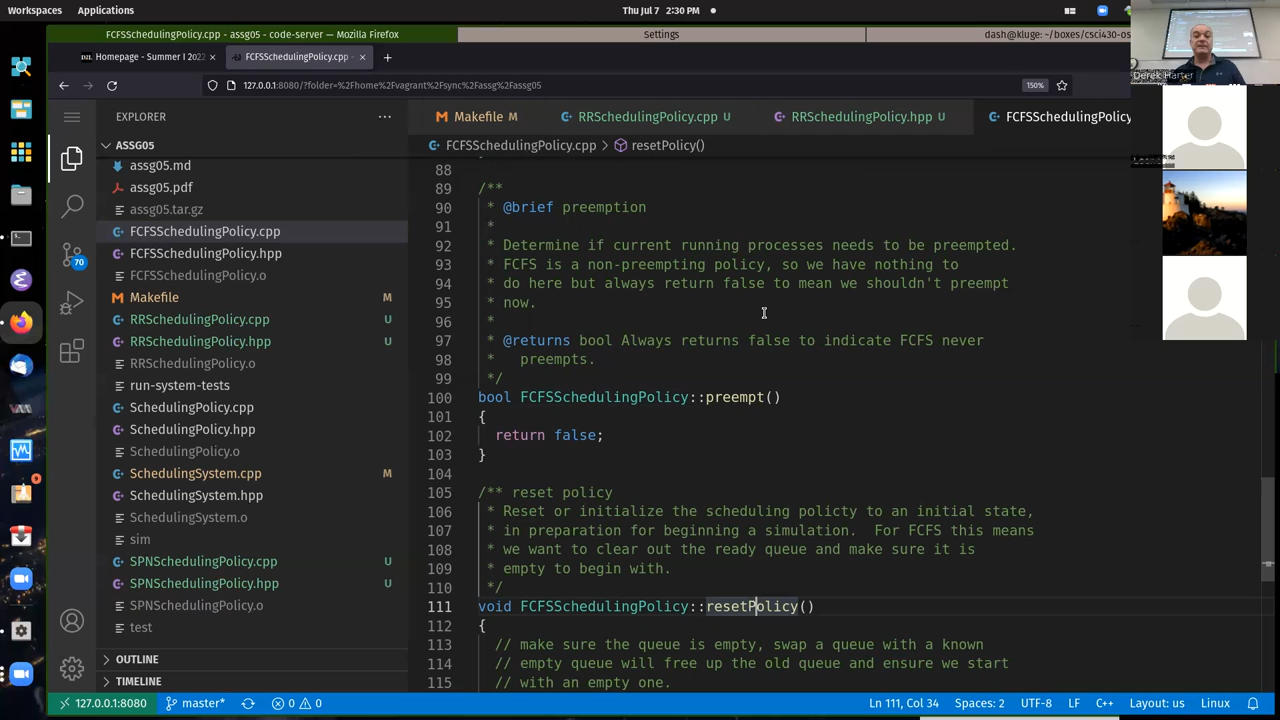 Workspaces Applications Thu Jul 7 2:30 PM
FCFSSchedulingPolicy.cpp - assg05 - code-server — Mozilla Firefox
Settings
dash@kluge: ~/boxes/csci430-os
Homepage - Summer I 2022
FCFSSchedulingPolicy.cpp -
127.0.0.1:8080/?folder=%2Fhome%2Fvagrant%2Fsync%2Fassg%2Fassg05
150%
Derek Harter
EXPLORER
ASSG05
assg05.md
assg05.pdf
assg05.tar.gz
FCFSSchedulingPolicy.cpp
FCFSSchedulingPolicy.hpp
FCFSSchedulingPolicy.o
Makefile M
RRSchedulingPolicy.cpp U
RRSchedulingPolicy.hpp U
RRSchedulingPolicy.o
run-system-tests
SchedulingPolicy.cpp
SchedulingPolicy.hpp
SchedulingPolicy.o
SchedulingSystem.cpp M
SchedulingSystem.hpp
SchedulingSystem.o
sim
SPNSchedulingPolicy.cpp U
SPNSchedulingPolicy.hpp U
SPNSchedulingPolicy.o
test
OUTLINE
TIMELINE
70
9
Makefile M
RRSchedulingPolicy.cpp U
RRSchedulingPolicy.hpp U
FCFSSchedulingPolicy
FCFSSchedulingPolicy.cpp > resetPolicy()
88
89 /**
90 * @brief preemption
91 *
92 * Determine if current running processes needs to be preempted.
93 * FCFS is a non-preempting policy, so we have nothing to
94 * do here but always return false to mean we shouldn't preempt
95 * now.
96 *
97 * @returns bool Always returns false to indicate FCFS never
98 * preempts.
99 */
100 bool FCFSSchedulingPolicy::preempt()
101 {
102 return false;
103 }
104
105 /** reset policy
106 * Reset or initialize the scheduling policty to an initial state,
107 * in preparation for beginning a simulation. For FCFS this means
108 * we want to clear out the ready queue and make sure it is
109 * empty to begin with.
110 */
111 void FCFSSchedulingPolicy::resetPolicy()
112 {
113 // make sure the queue is empty, swap a queue with a known
114 // empty queue will free up the old queue and ensure we start
115 // with an empty one.
127.0.0.1:8080 master* 0 0 Ln 111, Col 34 Spaces: 2 UTF-8 LF C++ Layout: us Linux